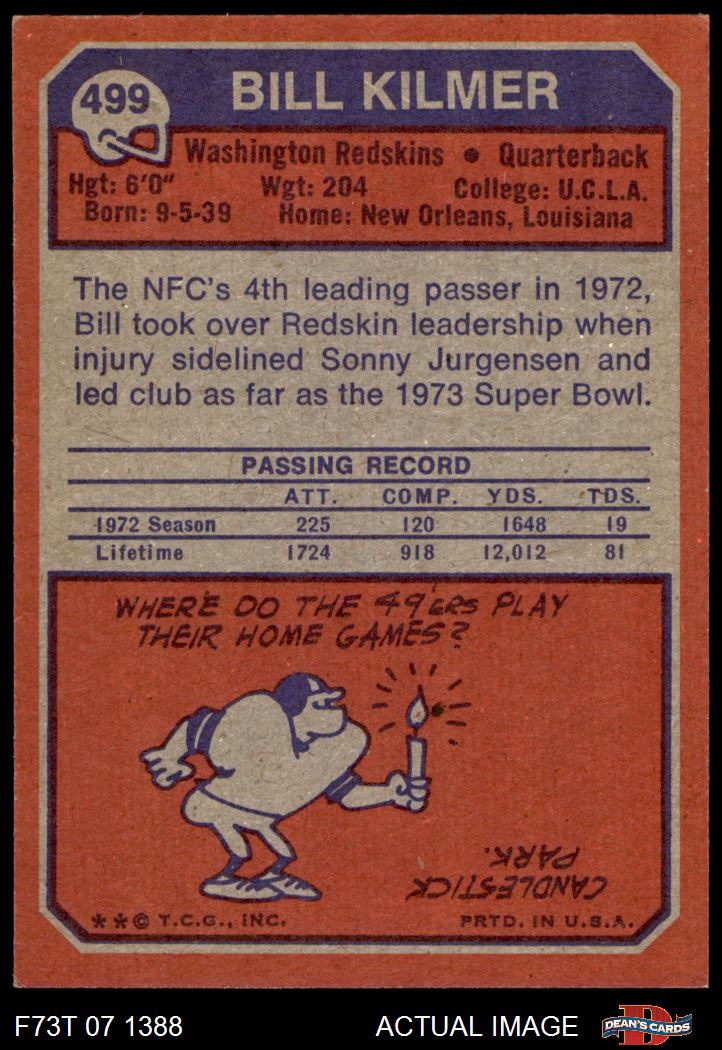 499
BILL KILMER
Washington Redskins • Quarterback
Hgt: 6'0" Wgt: 204 College: U.C.L.A.
Born: 9-5-39 Home: New Orleans, Louisiana
The NFC's 4th leading passer in 1972,
Bill took over Redskin leadership when
injury sidelined Sonny Jurgensen and
led club as far as the 1973 Super Bowl.
PASSING RECORD
ATT. COMP. YDS. TDS.
1972 Season 225 120 1648 19
Lifetime 1724 918 12,012 81
WHERE DO THE 49ERS PLAY
THEIR HOME GAMES?
CANDLESTICK
PARK.
**© T.C.G., INC. PRTD. IN U.S.A.
F73T 07 1388 ACTUAL IMAGE D DEAN'S CARDS